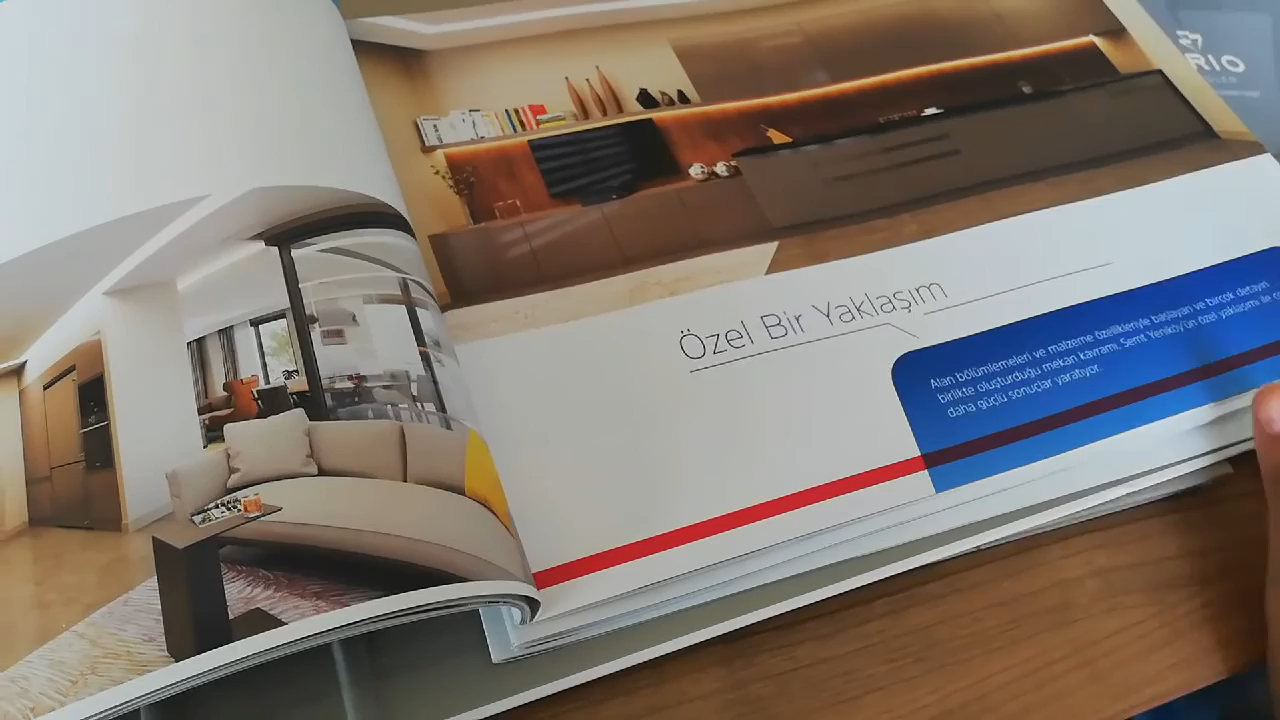 RIO
Özel Bir Yaklaşım
Alan bölümlemeleri ve malzeme özellikleriyle başlayan ve birçok detayın
birlikte oluşturduğu mekan kavramı, Semt Yeniköy'ün özel yaklaşımı ile
daha güçlü sonuçlar yaratıyor.